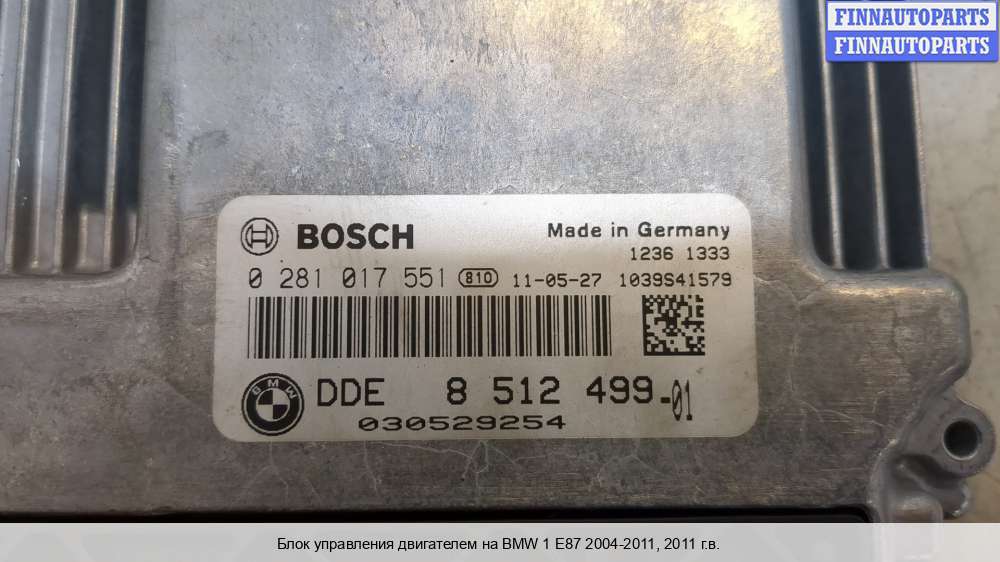 FINNAUTOPARTS
FINNAUTOPARTS
BOSCH
Made in Germany
1236 1333
0 281 017 551 810 11-05-27 1039S41579
BMW
DDE 8 512 499-01
030529254
Блок управления двигателем на BMW 1 E87 2004-2011, 2011 г.в.